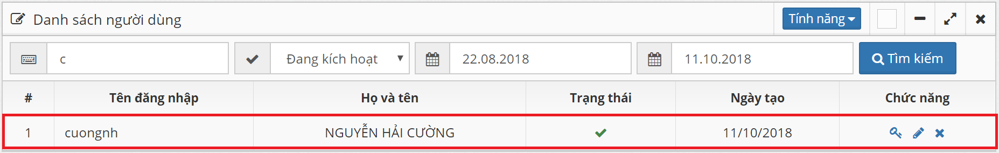 Danh sách người dùng Tính năng
c Đang kích hoạt 22.08.2018 11.10.2018 Tìm kiếm
# Tên đăng nhập Họ và tên Trạng thái Ngày tạo Chức năng
1 cuongnh NGUYỄN HẢI CƯỜNG 11/10/2018